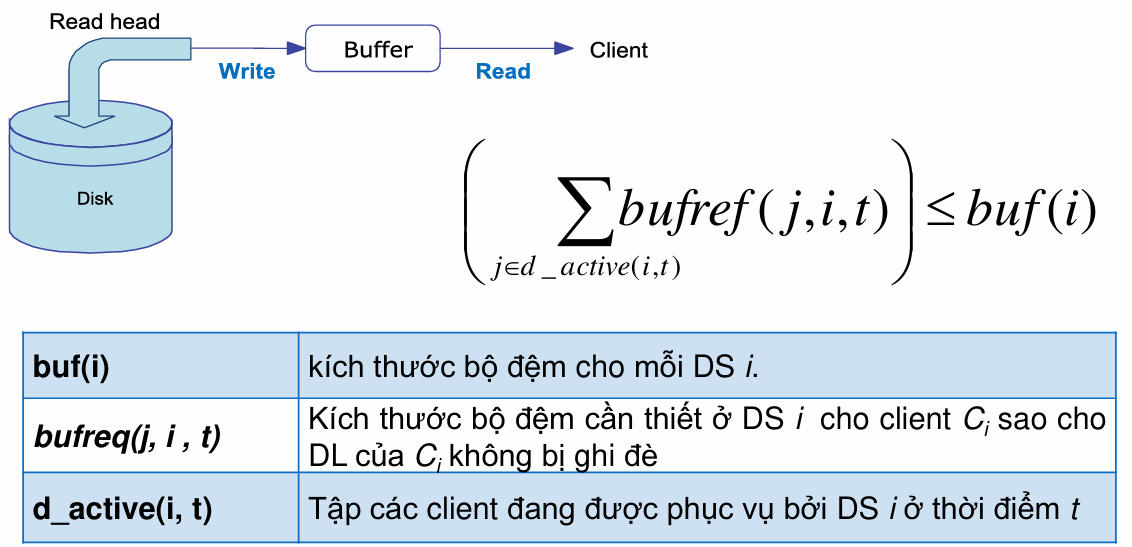 Read head
Buffer
Client
Write
Read
Disk
( ∑ bufref(j,i,t) ) ≤ buf(i)
j∈d_active(i,t)
buf(i) kích thước bộ đệm cho mỗi DS i.
bufreq(j, i , t) Kích thước bộ đệm cần thiết ở DS i cho client Ci sao cho
DL của Ci không bị ghi đè
d_active(i, t) Tập các client đang được phục vụ bởi DS i ở thời điểm t